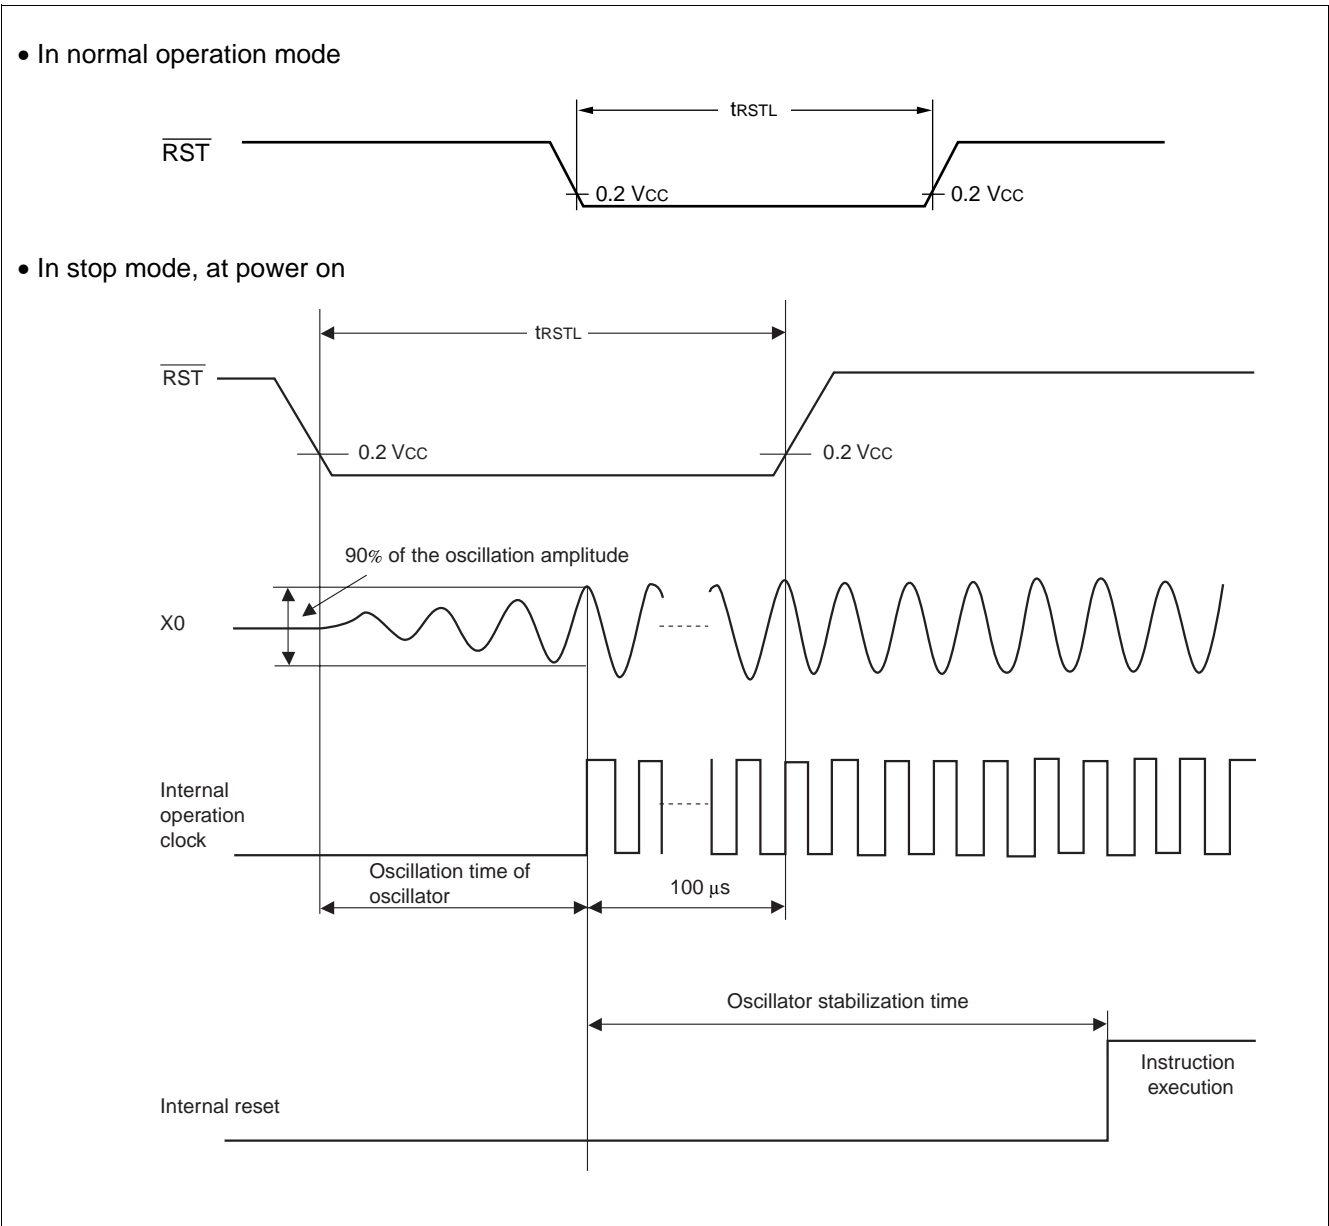 • In normal operation mode
tRSTL
RST
0.2 VCC
0.2 VCC
• In stop mode, at power on
tRSTL
RST
0.2 VCC
0.2 VCC
90% of the oscillation amplitude
X0
Internal
operation
clock
Oscillation time of
oscillator
100 μs
Oscillator stabilization time
Instruction
execution
Internal reset